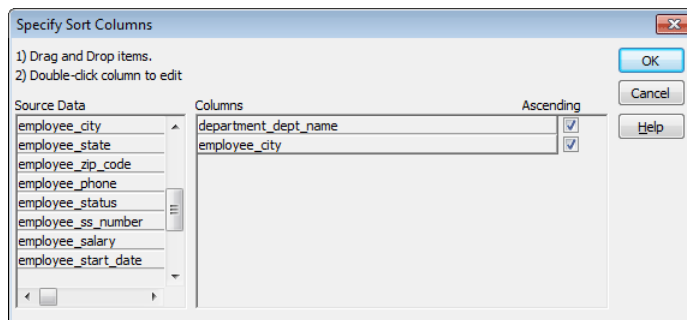 Specify Sort Columns
1) Drag and Drop items.
2) Double-click column to edit
OK
Cancel
Help
Source Data
Columns
Ascending
employee_city
employee_state
employee_zip_code
employee_phone
employee_status
employee_ss_number
employee_salary
employee_start_date
department_dept_name
employee_city